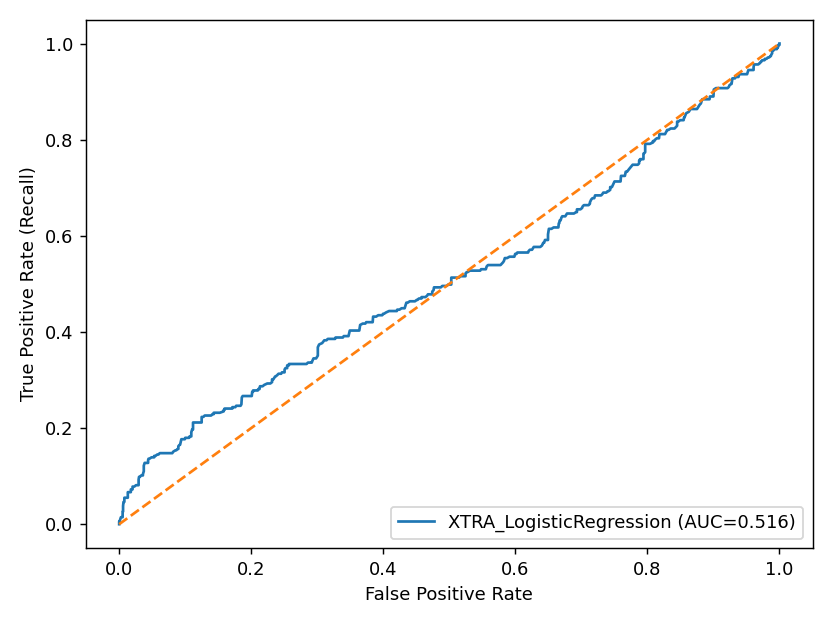 True Positive Rate (Recall)
1.0
0.8
0.6
0.4
0.2
0.0
XTRA_LogisticRegression (AUC=0.516)
0.0 0.2 0.4 0.6 0.8 1.0
False Positive Rate